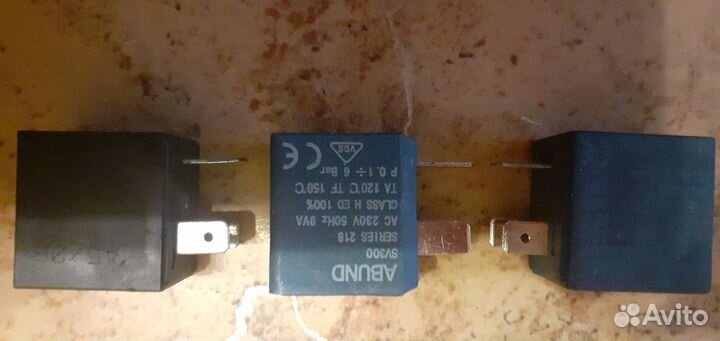 ABUND
SV300
SERIES 218
AC 230V 50Hz 9VA
CLASS H ED 100%
TA 120°C TF 150°C
P 0.1÷6 Bar
CE
VDE
Avito